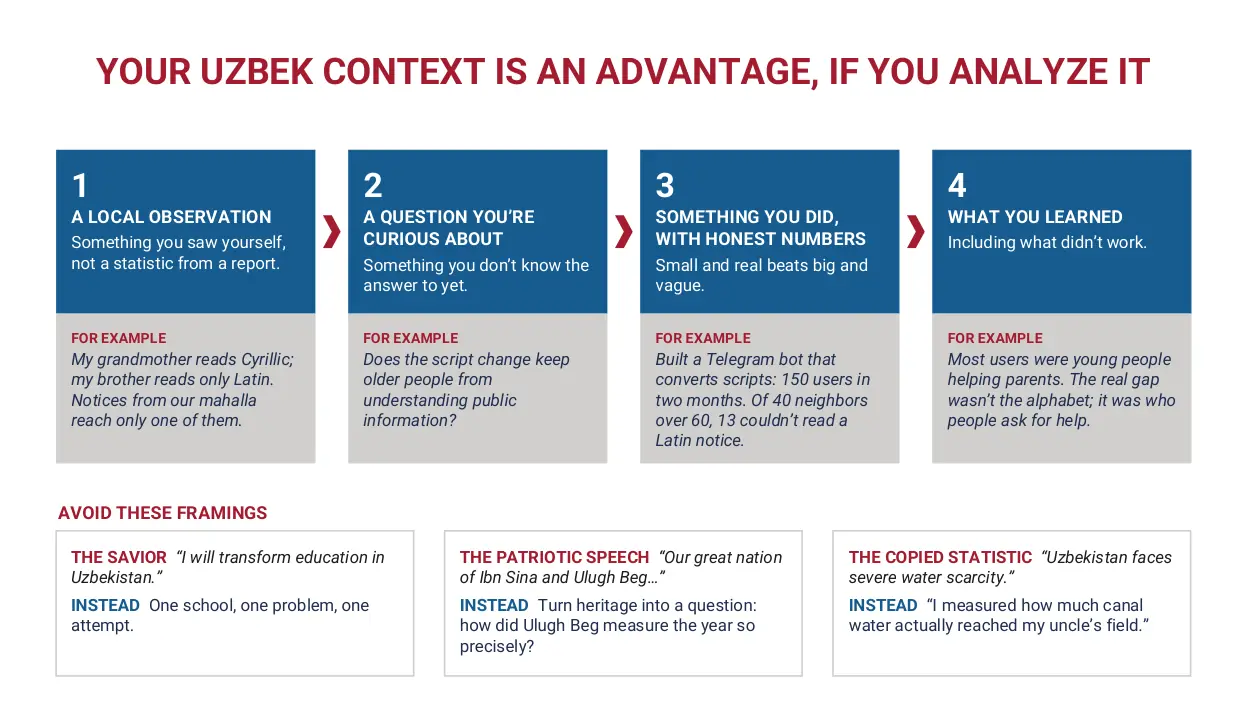 YOUR UZBEK CONTEXT IS AN ADVANTAGE, IF YOU ANALYZE IT
1
A LOCAL OBSERVATION
Something you saw yourself,
not a statistic from a report.
FOR EXAMPLE
My grandmother reads Cyrillic;
my brother reads only Latin.
Notices from our mahalla
reach only one of them.
2
A QUESTION YOU’RE
CURIOUS ABOUT
Something you don’t know the
answer to yet.
FOR EXAMPLE
Does the script change keep
older people from
understanding public
information?
3
SOMETHING YOU DID,
WITH HONEST NUMBERS
Small and real beats big and
vague.
FOR EXAMPLE
Built a Telegram bot that
converts scripts: 150 users in
two months. Of 40 neighbors
over 60, 13 couldn’t read a
Latin notice.
4
WHAT YOU LEARNED
Including what didn’t work.
FOR EXAMPLE
Most users were young people
helping parents. The real gap
wasn’t the alphabet; it was who
people ask for help.
AVOID THESE FRAMINGS
THE SAVIOR “I will transform education in
Uzbekistan.”
INSTEAD One school, one problem, one
attempt.
THE PATRIOTIC SPEECH “Our great nation
of Ibn Sina and Ulugh Beg…”
INSTEAD Turn heritage into a question:
how did Ulugh Beg measure the year so
precisely?
THE COPIED STATISTIC “Uzbekistan faces
severe water scarcity.”
INSTEAD “I measured how much canal
water actually reached my uncle’s field.”